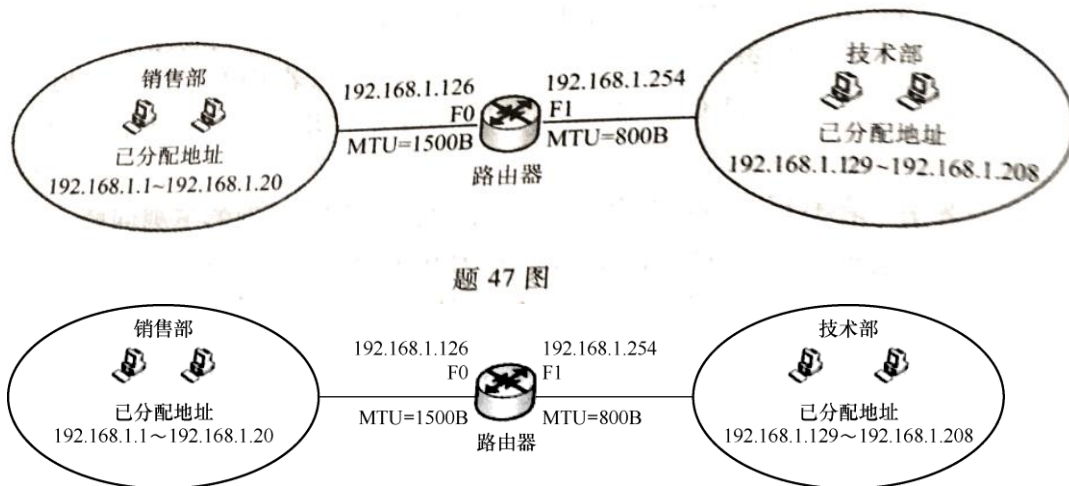 销售部
已分配地址
192.168.1.1~192.168.1.20
192.168.1.126
F0
MTU=1500B
路由器
192.168.1.254
F1
MTU=800B
技术部
已分配地址
192.168.1.129~192.168.1.208
题 47 图
销售部
已分配地址
192.168.1.1～192.168.1.20
192.168.1.126
F0
MTU=1500B
路由器
192.168.1.254
F1
MTU=800B
技术部
已分配地址
192.168.1.129～192.168.1.208